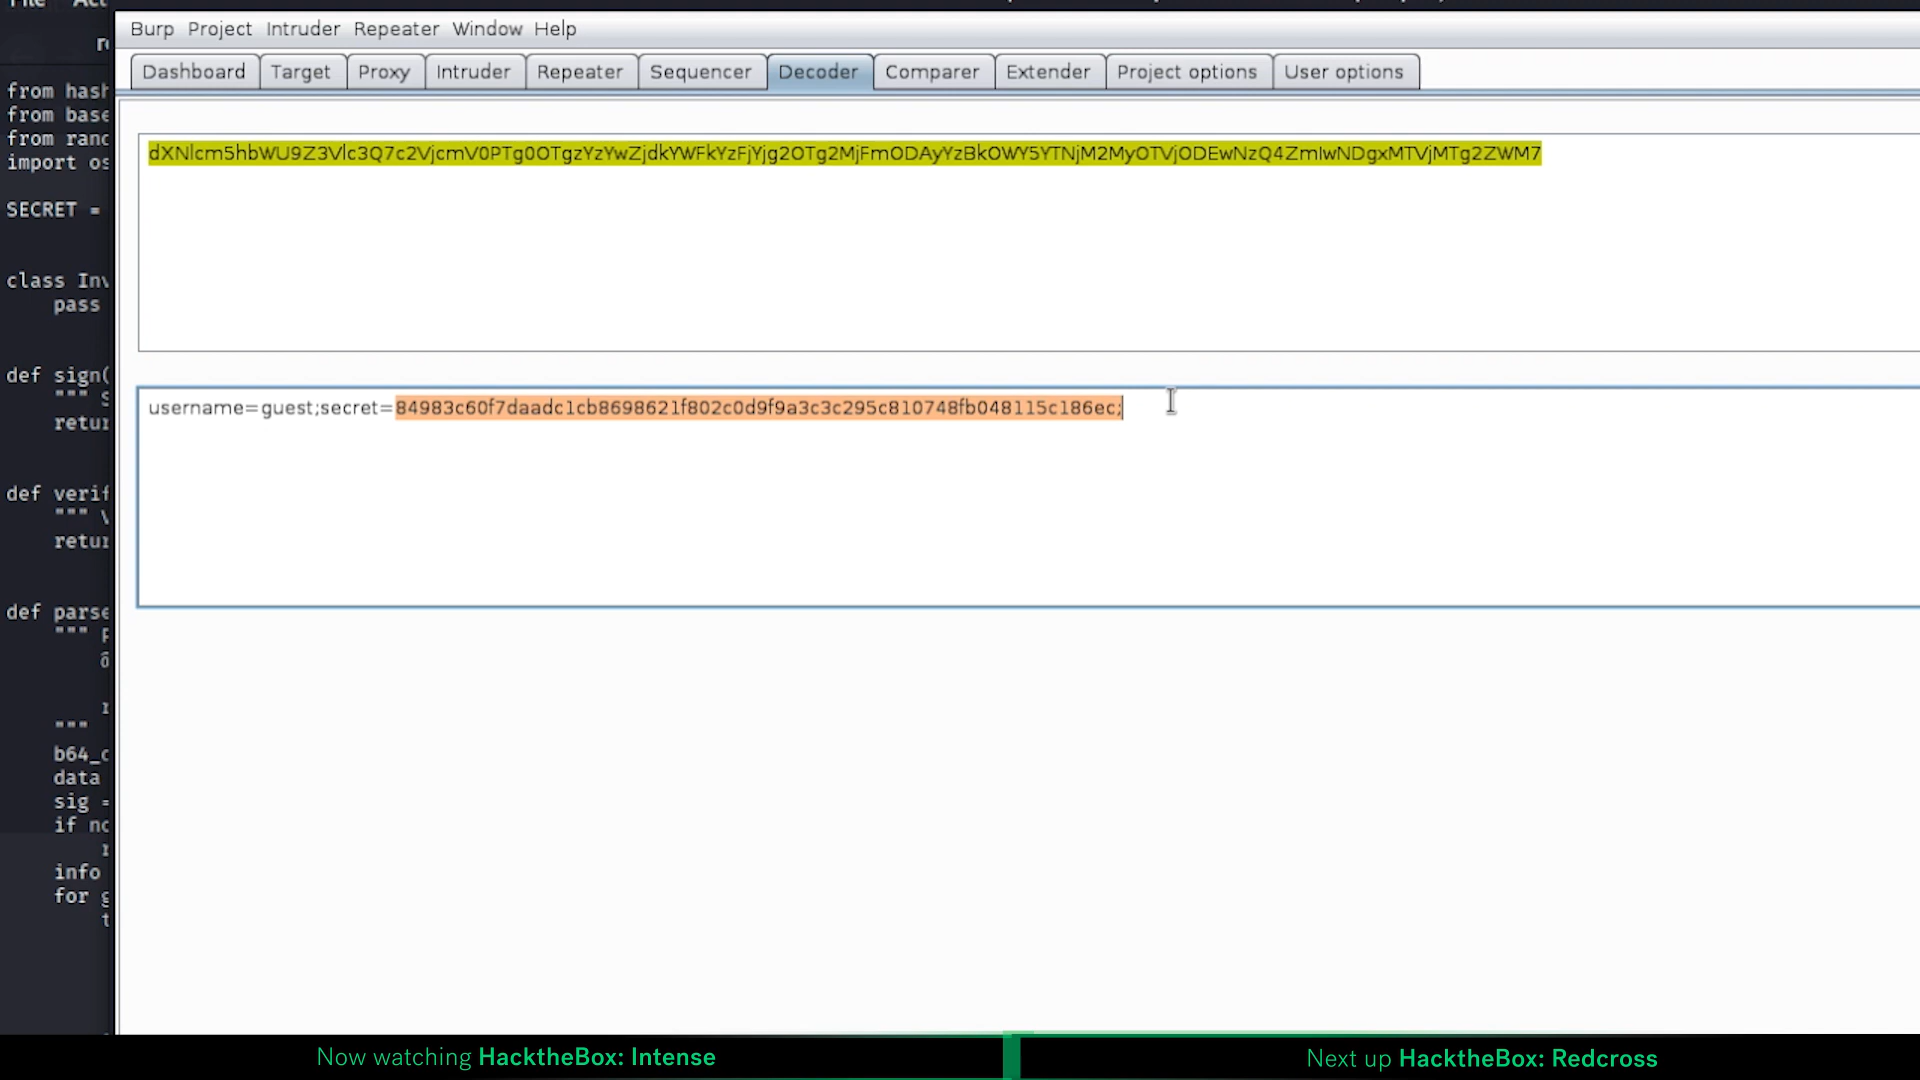 Burp Project Intruder Repeater Window Help
Dashboard Target Proxy Intruder Repeater Sequencer Decoder Comparer Extender Project options User options
from hash
from base
from rand
import os
SECRET =
class Inv
pass
def sign(
""" S
retur
def verif
""" V
retur
def parse
""" P
"""
b64_c
data
sig =
if no
info
for g
dXNlcm5hbWU9Z3Vlc3Q7c2VjcmV0PTg0OTgzYzYwZjdkYWFkYzFjYjg2OTg2MjFmODAyYzBkOWY5YTNjM2MyOTVjODEwNzQ4ZmIwNDgxMTVjMTg2ZWM7
username=guest;secret=84983c60f7daadc1cb8698621f802c0d9f9a3c3c295c810748fb048115c186ec;
Now watching HacktheBox: Intense
Next up HacktheBox: Redcross